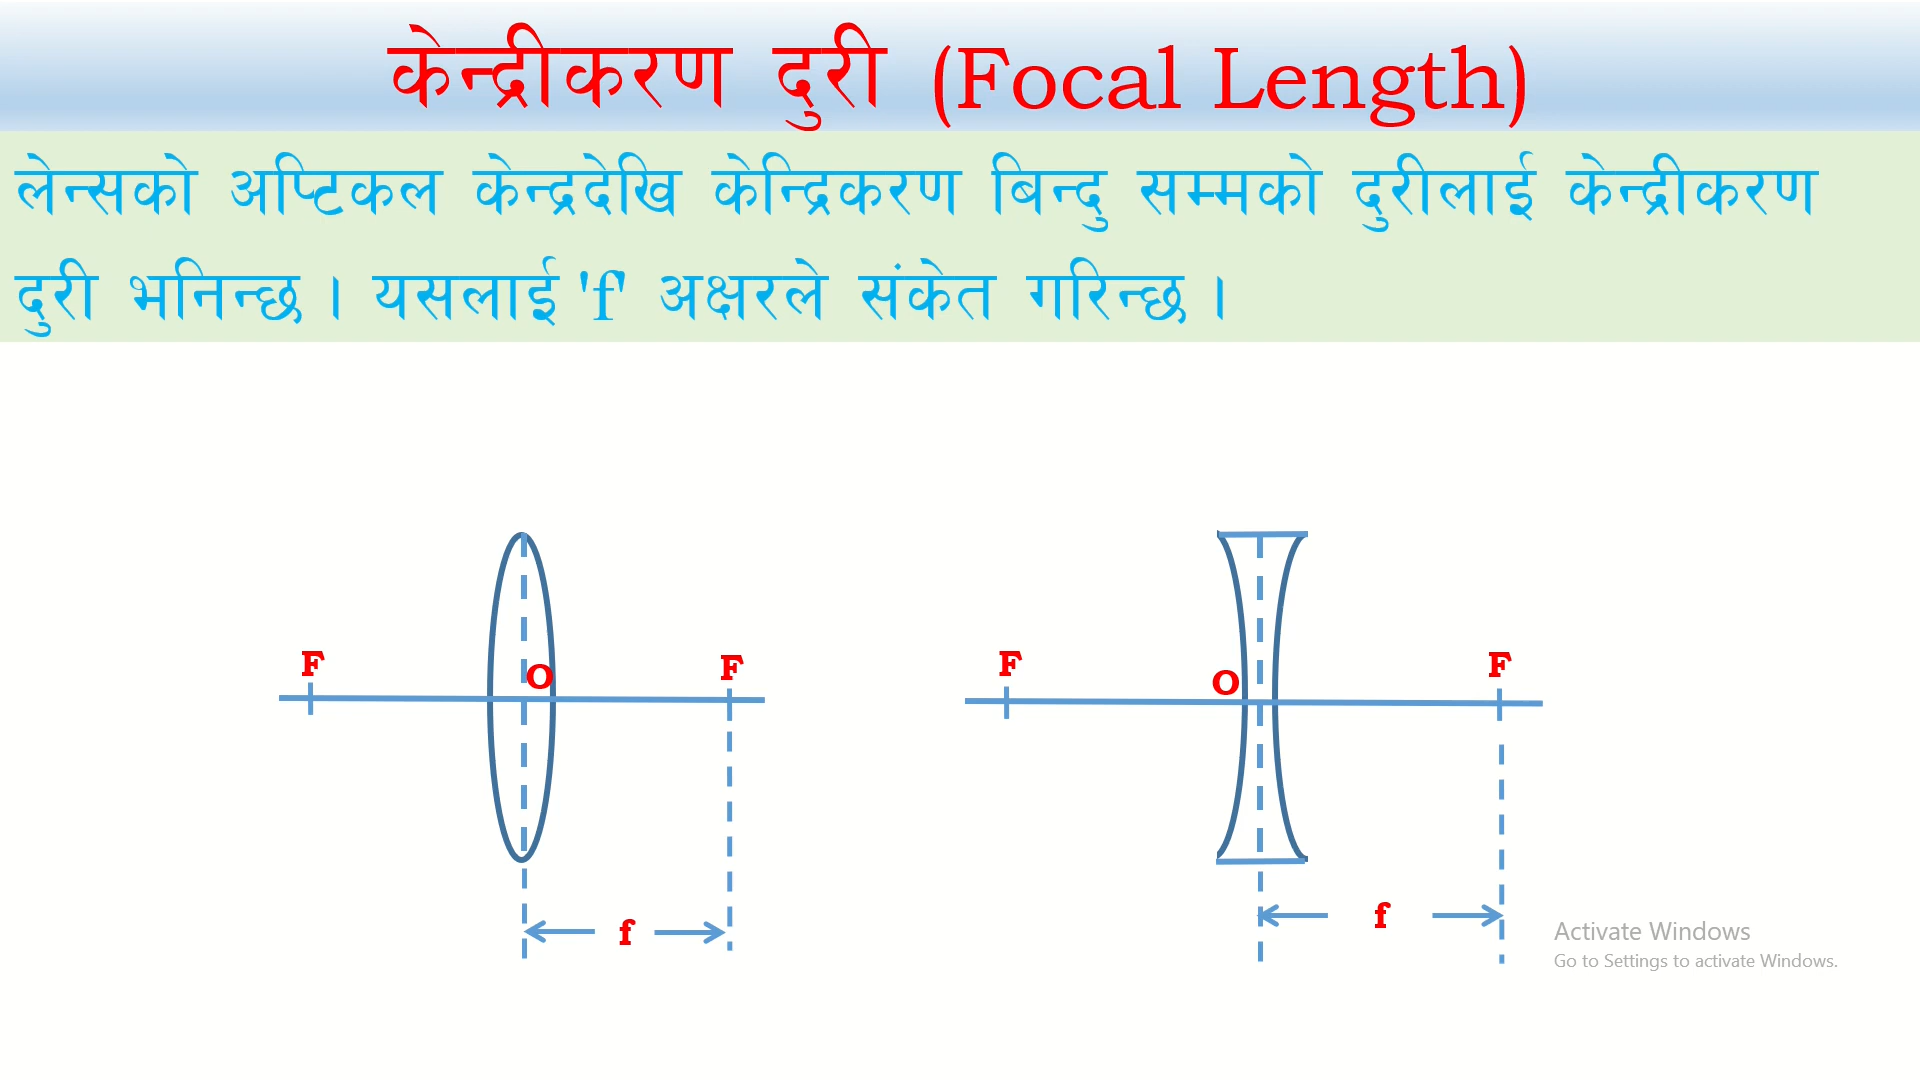 केन्द्रीकरण दुरी (Focal Length)
लेन्सको अप्टिकल केन्द्रदेखि केन्द्रिकरण बिन्दु सम्मको दुरीलाई केन्द्रीकरण
दुरी भनिन्छ । यसलाई 'f' अक्षरले संकेत गरिन्छ ।
F O F
F O F
f
f
Activate Windows
Go to Settings to activate Windows.